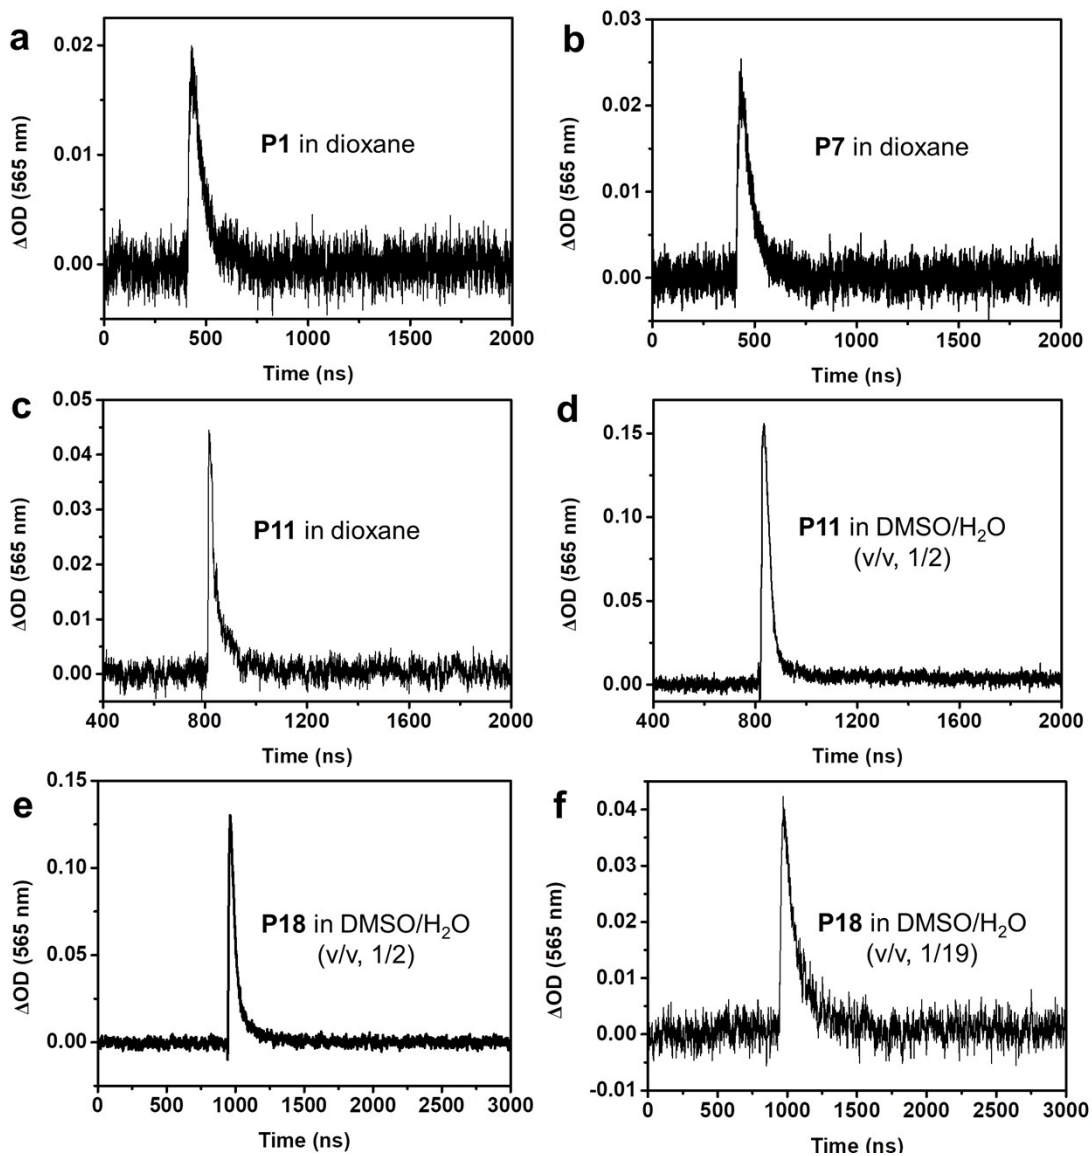 a
ΔOD (565 nm)
0.02
0.01
0.00
P1 in dioxane
0 500 1000 1500 2000
Time (ns)
b
ΔOD (565 nm)
0.03
0.02
0.01
0.00
P7 in dioxane
0 500 1000 1500 2000
Time (ns)
c
ΔOD (565 nm)
0.05
0.04
0.03
0.02
0.01
0.00
P11 in dioxane
400 800 1200 1600 2000
Time (ns)
d
ΔOD (565 nm)
0.15
0.10
0.05
0.00
P11 in DMSO/H₂O
(v/v, 1/2)
400 800 1200 1600 2000
Time (ns)
e
ΔOD (565 nm)
0.15
0.10
0.05
0.00
P18 in DMSO/H₂O
(v/v, 1/2)
0 500 1000 1500 2000 2500 3000
Time (ns)
f
ΔOD (565 nm)
0.04
0.03
0.02
0.01
0.00
-0.01
P18 in DMSO/H₂O
(v/v, 1/19)
0 500 1000 1500 2000 2500 3000
Time (ns)